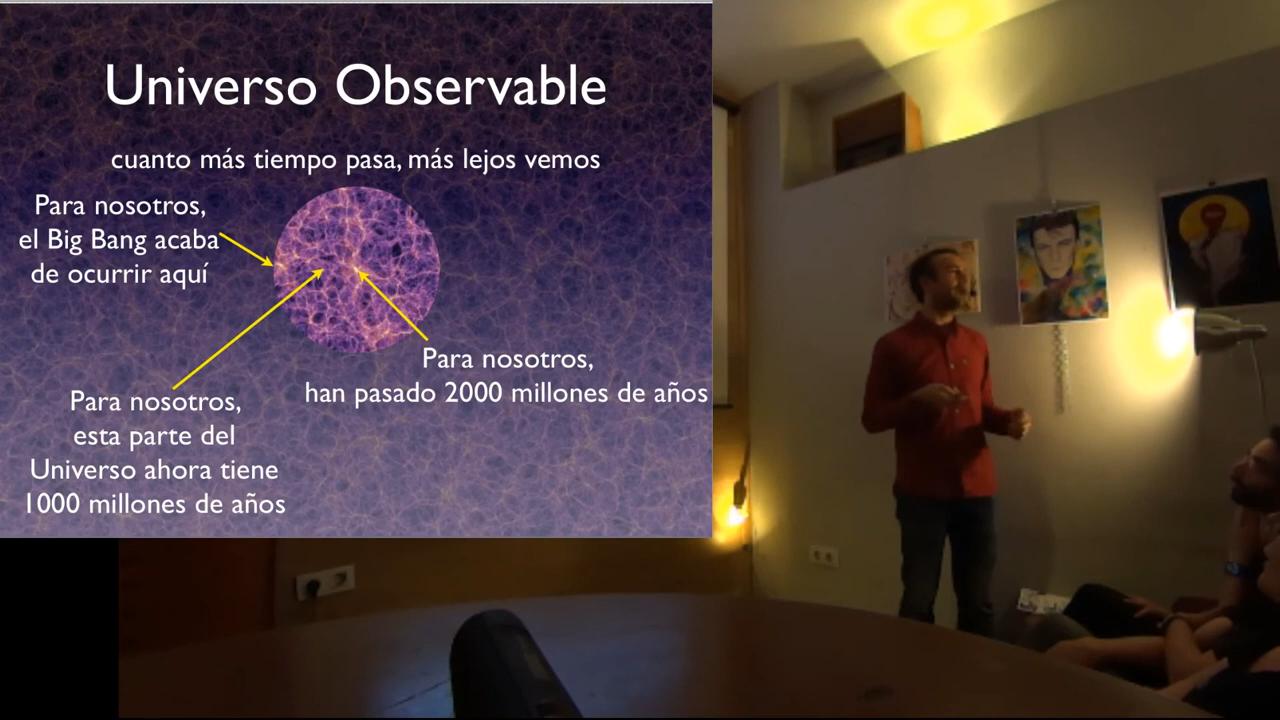 Universo Observable
cuanto más tiempo pasa, más lejos vemos
Para nosotros,
el Big Bang acaba
de ocurrir aquí
Para nosotros,
han pasado 2000 millones de años
Para nosotros,
esta parte del
Universo ahora tiene
1000 millones de años